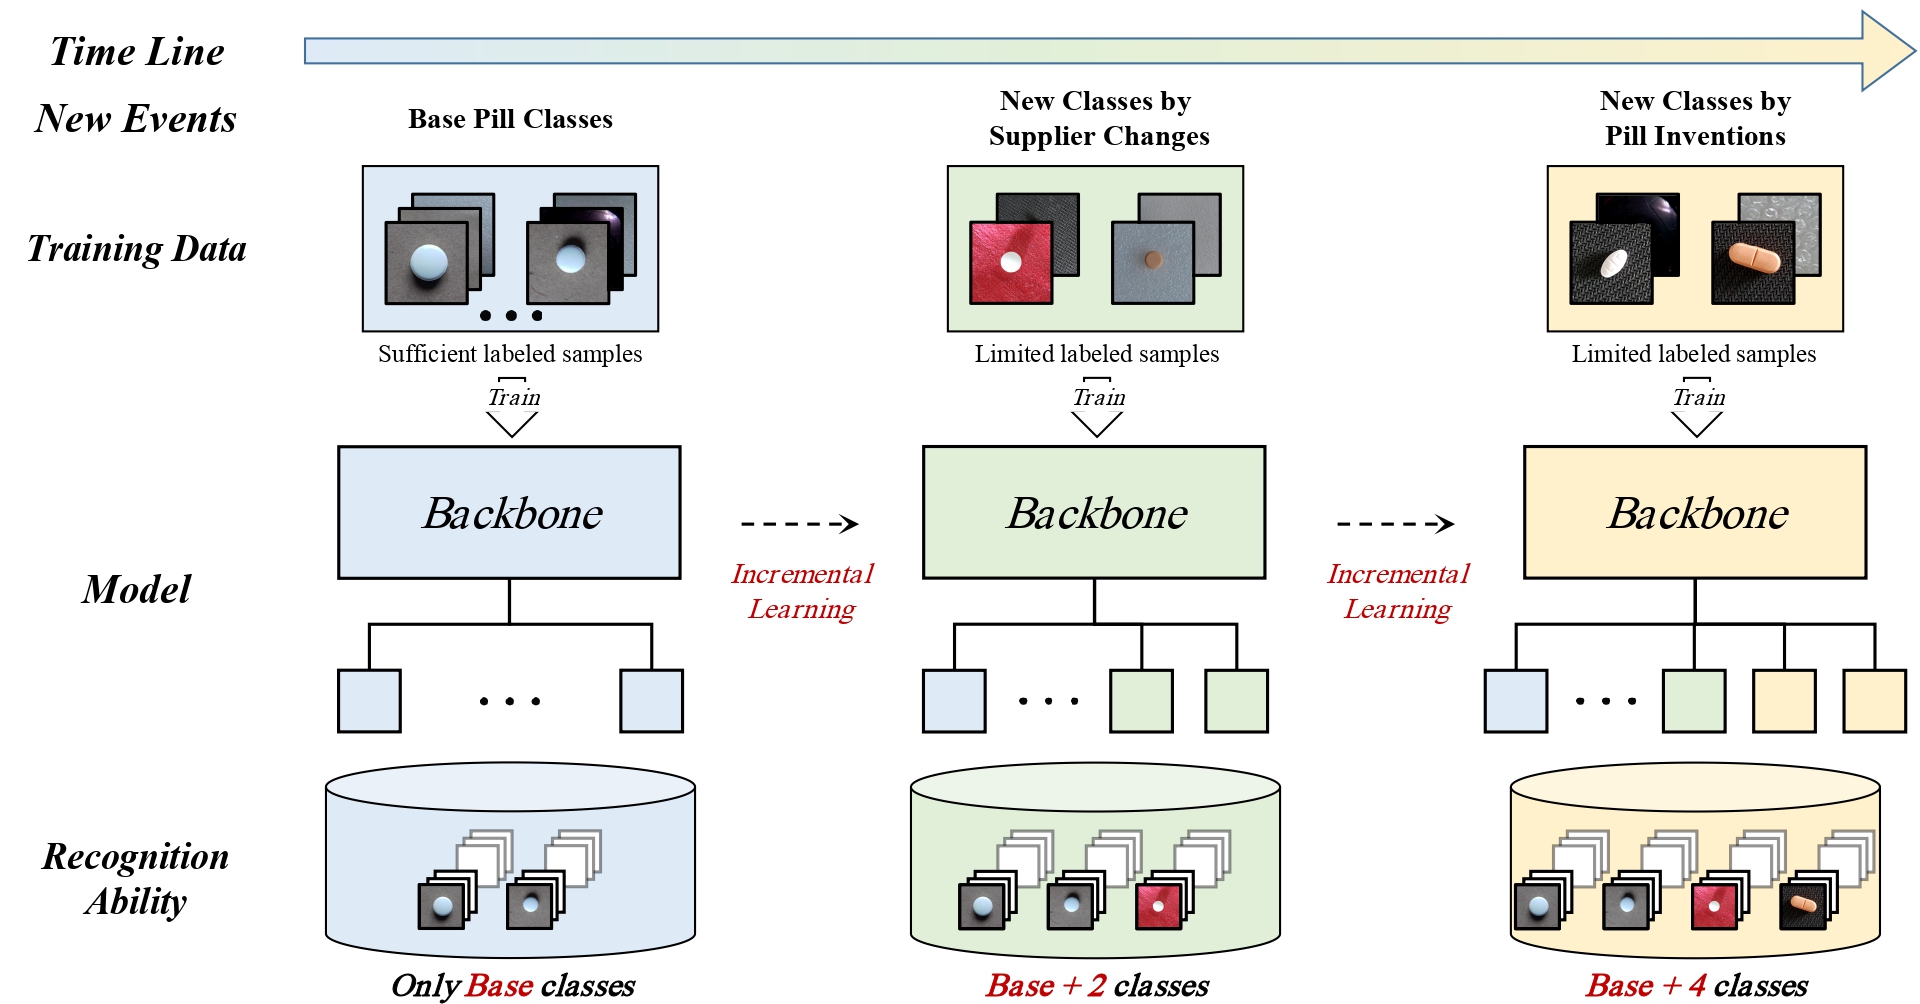 Time Line
New Events
Base Pill Classes
New Classes by
Supplier Changes
New Classes by
Pill Inventions
Training Data
Sufficient labeled samples
Limited labeled samples
Limited labeled samples
Train
Train
Train
Model
Backbone
Backbone
Backbone
Incremental
Learning
Incremental
Learning
Recognition
Ability
Only Base classes
Base + 2 classes
Base + 4 classes